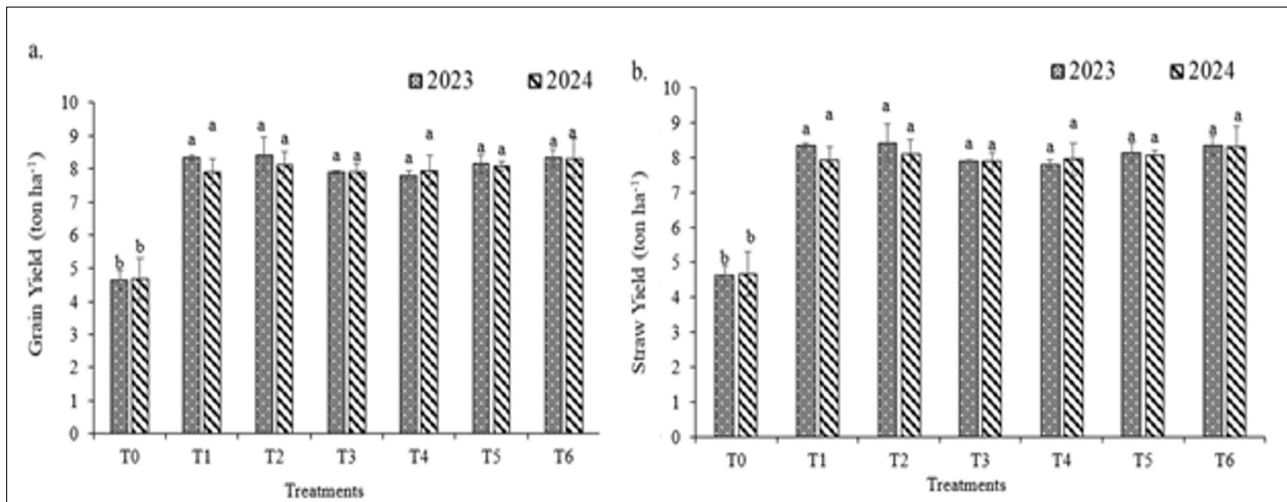 a.
2023 2024
Grain Yield (ton ha-1)
10
9
8
7
6
5
4
3
2
1
0
b b a a a a a a a a a a a a
T0 T1 T2 T3 T4 T5 T6
Treatments
b.
2023 2024
Straw Yield (ton ha-1)
10
9
8
7
6
5
4
3
2
1
0
b b a a a a a a a a a a a a
T0 T1 T2 T3 T4 T5 T6
Treatments